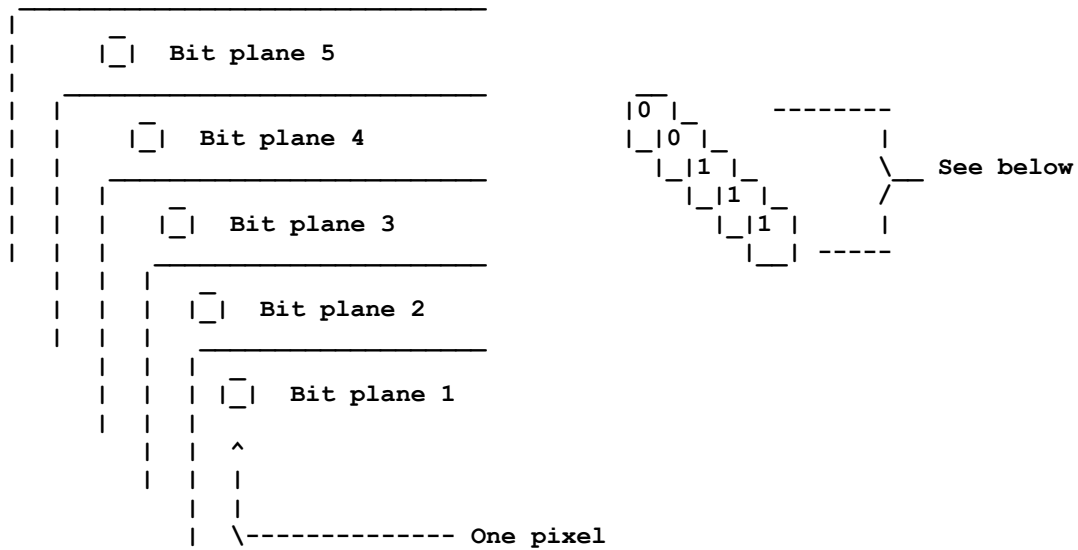 Bit plane 5
0
Bit plane 4
0
1
See below
1
Bit plane 3
1
Bit plane 2
Bit plane 1
One pixel